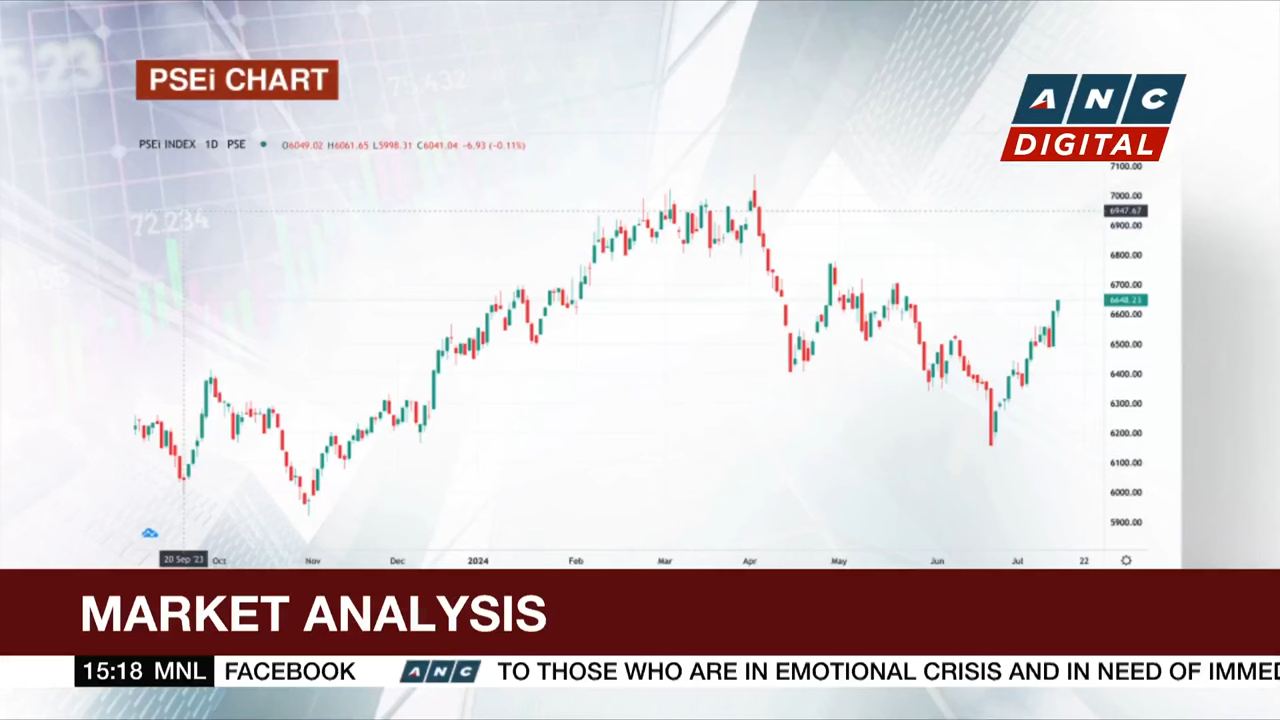 PSEi CHART
ANC
DIGITAL
75.432
PSEi INDEX 1D PSE O6049.02 H6061.65 L5998.31 C6041.04 -6.93 (-0.11%)
7100.00
7000.00
6947.67
72.234
6900.00
6800.00
6700.00
6648.23
6600.00
6500.00
6400.00
6300.00
6200.00
6100.00
6000.00
5900.00
20 Sep '23 Oct Nov Dec 2024 Feb Mar Apr May Jun Jul 22
MARKET ANALYSIS
15:18 MNL FACEBOOK ANC TO THOSE WHO ARE IN EMOTIONAL CRISIS AND IN NEED OF IMMED